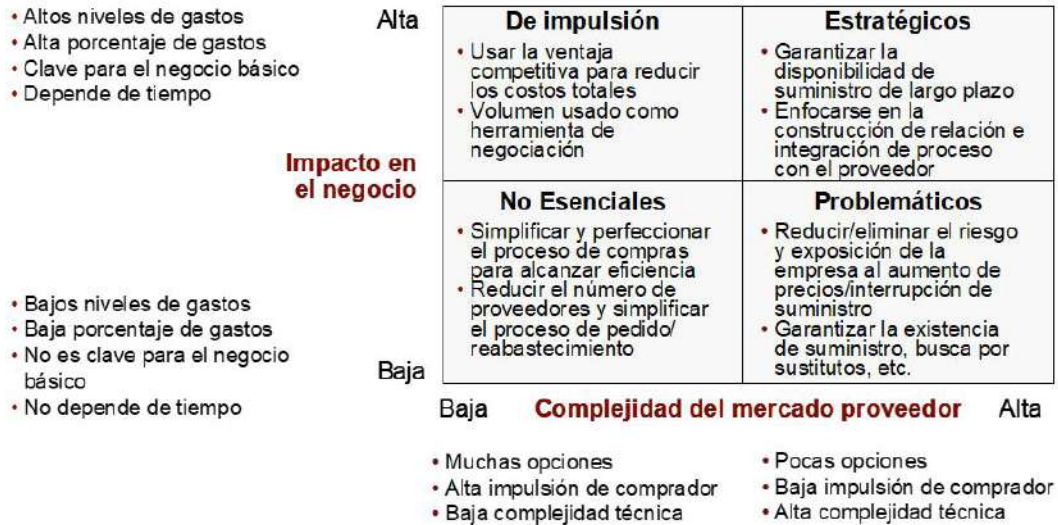 • Altos niveles de gastos
• Alta porcentaje de gastos
• Clave para el negocio básico
• Depende de tiempo
Alta
Impacto en
el negocio
• Bajos niveles de gastos
• Baja porcentaje de gastos
• No es clave para el negocio
básico
• No depende de tiempo
Baja
De impulsión
• Usar la ventaja
competitiva para reducir
los costos totales
• Volumen usado como
herramienta de
negociación
Estratégicos
• Garantizar la
disponibilidad de
suministro de largo plazo
• Enfocarse en la
construcción de relación e
integración de proceso
con el proveedor
No Esenciales
• Simplificar y perfeccionar
el proceso de compras
para alcanzar eficiencia
• Reducir el número de
proveedores y simplificar
el proceso de pedido/
reabastecimiento
Problemáticos
• Reducir/eliminar el riesgo
y exposición de la
empresa al aumento de
precios/interrupción de
suministro
• Garantizar la existencia
de suministro, busca por
sustitutos, etc.
Baja Complejidad del mercado proveedor Alta
• Muchas opciones
• Alta impulsión de comprador
• Baja complejidad técnica
• Pocas opciones
• Baja impulsión de comprador
• Alta complejidad técnica